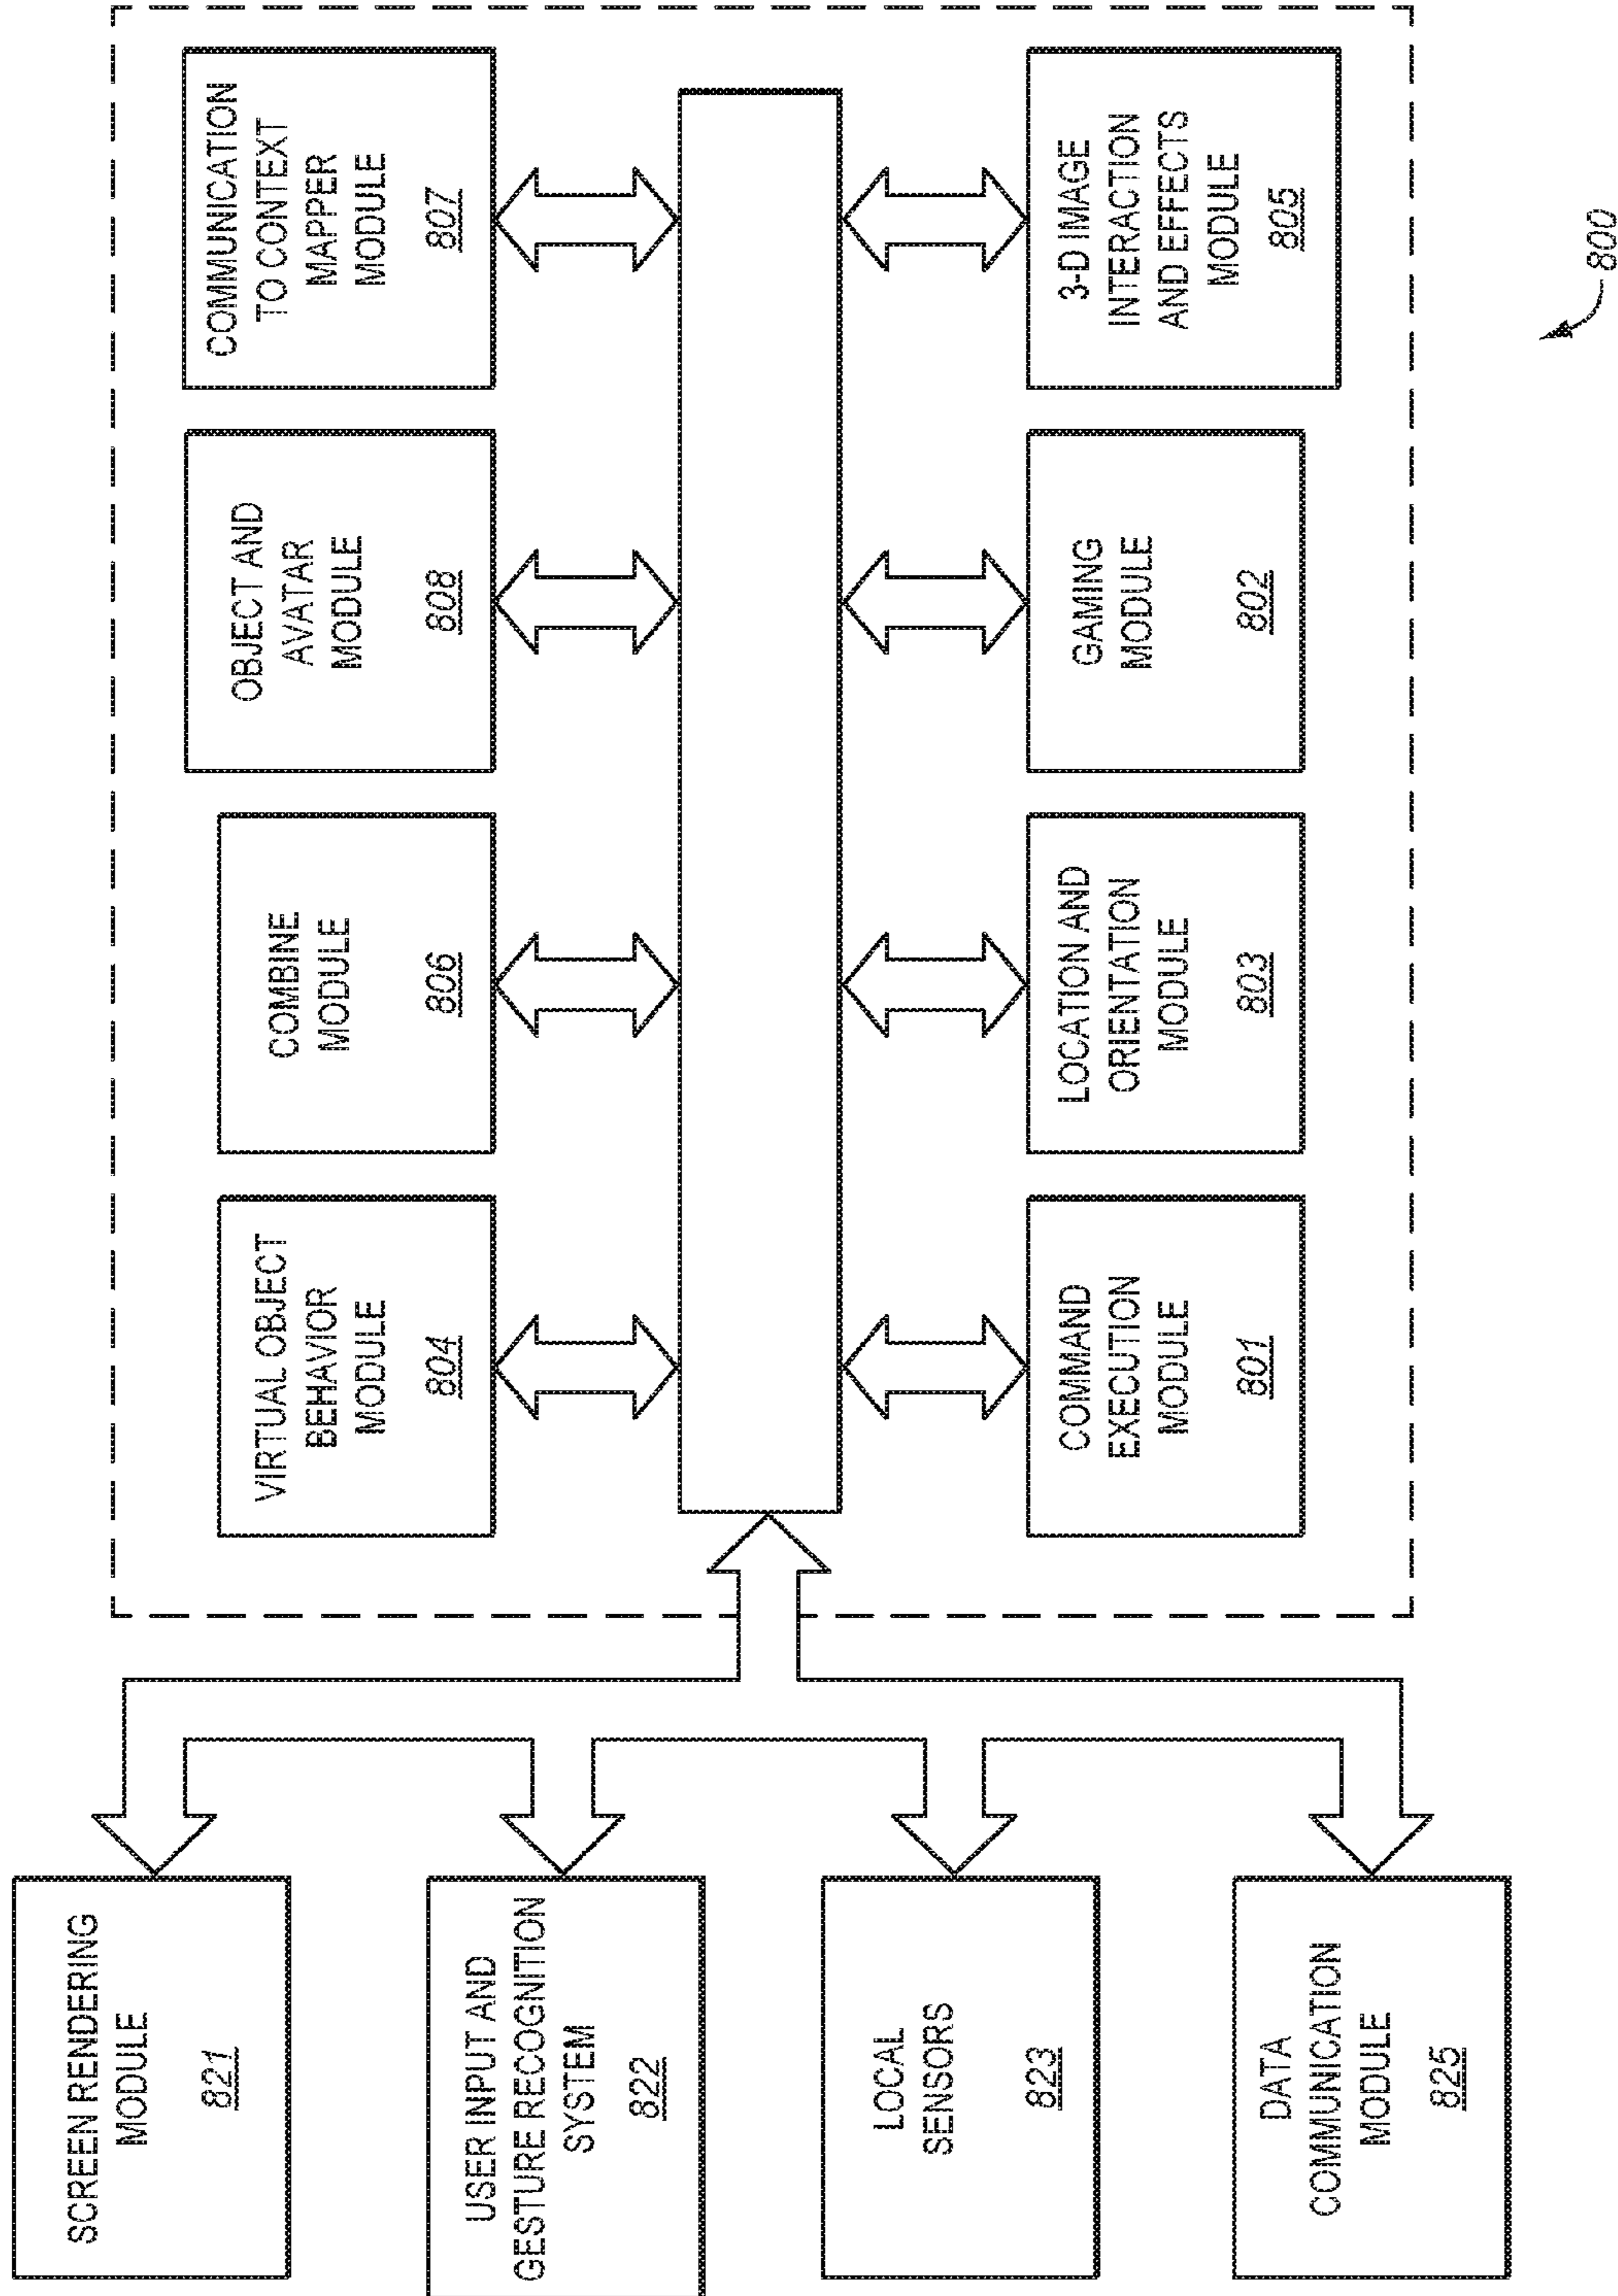 SCREEN RENDERING
MODULE
821
USER INPUT AND
GESTURE RECOGNITION
SYSTEM
822
LOCAL
SENSORS
823
DATA
COMMUNICATION
MODULE
825
VIRTUAL OBJECT
BEHAVIOR
MODULE
804
COMBINE
MODULE
806
OBJECT AND
AVATAR
MODULE
808
COMMUNICATION
TO CONTEXT
MAPPER
MODULE
807
COMMAND
EXECUTION
MODULE
801
LOCATION AND
ORIENTATION
MODULE
803
GAMING
MODULE
802
3-D IMAGE
INTERACTION
AND EFFECTS
MODULE
805
800